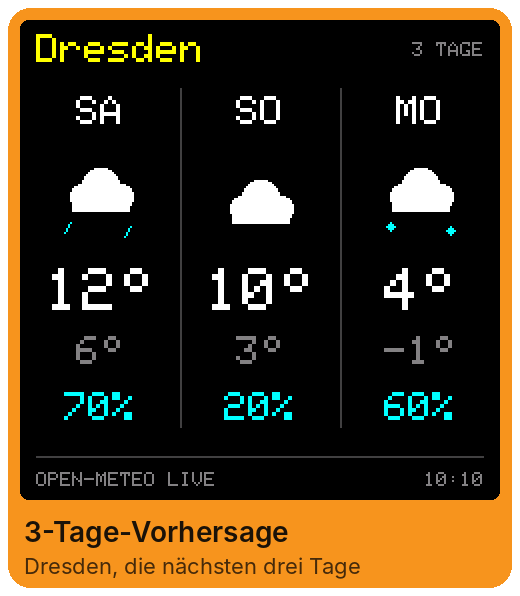 Dresden
3 TAGE
SA SO MO
12° 10° 4°
6° 3° -1°
70% 20% 60%
OPEN-METEO LIVE
10:10
3-Tage-Vorhersage
Dresden, die nächsten drei Tage